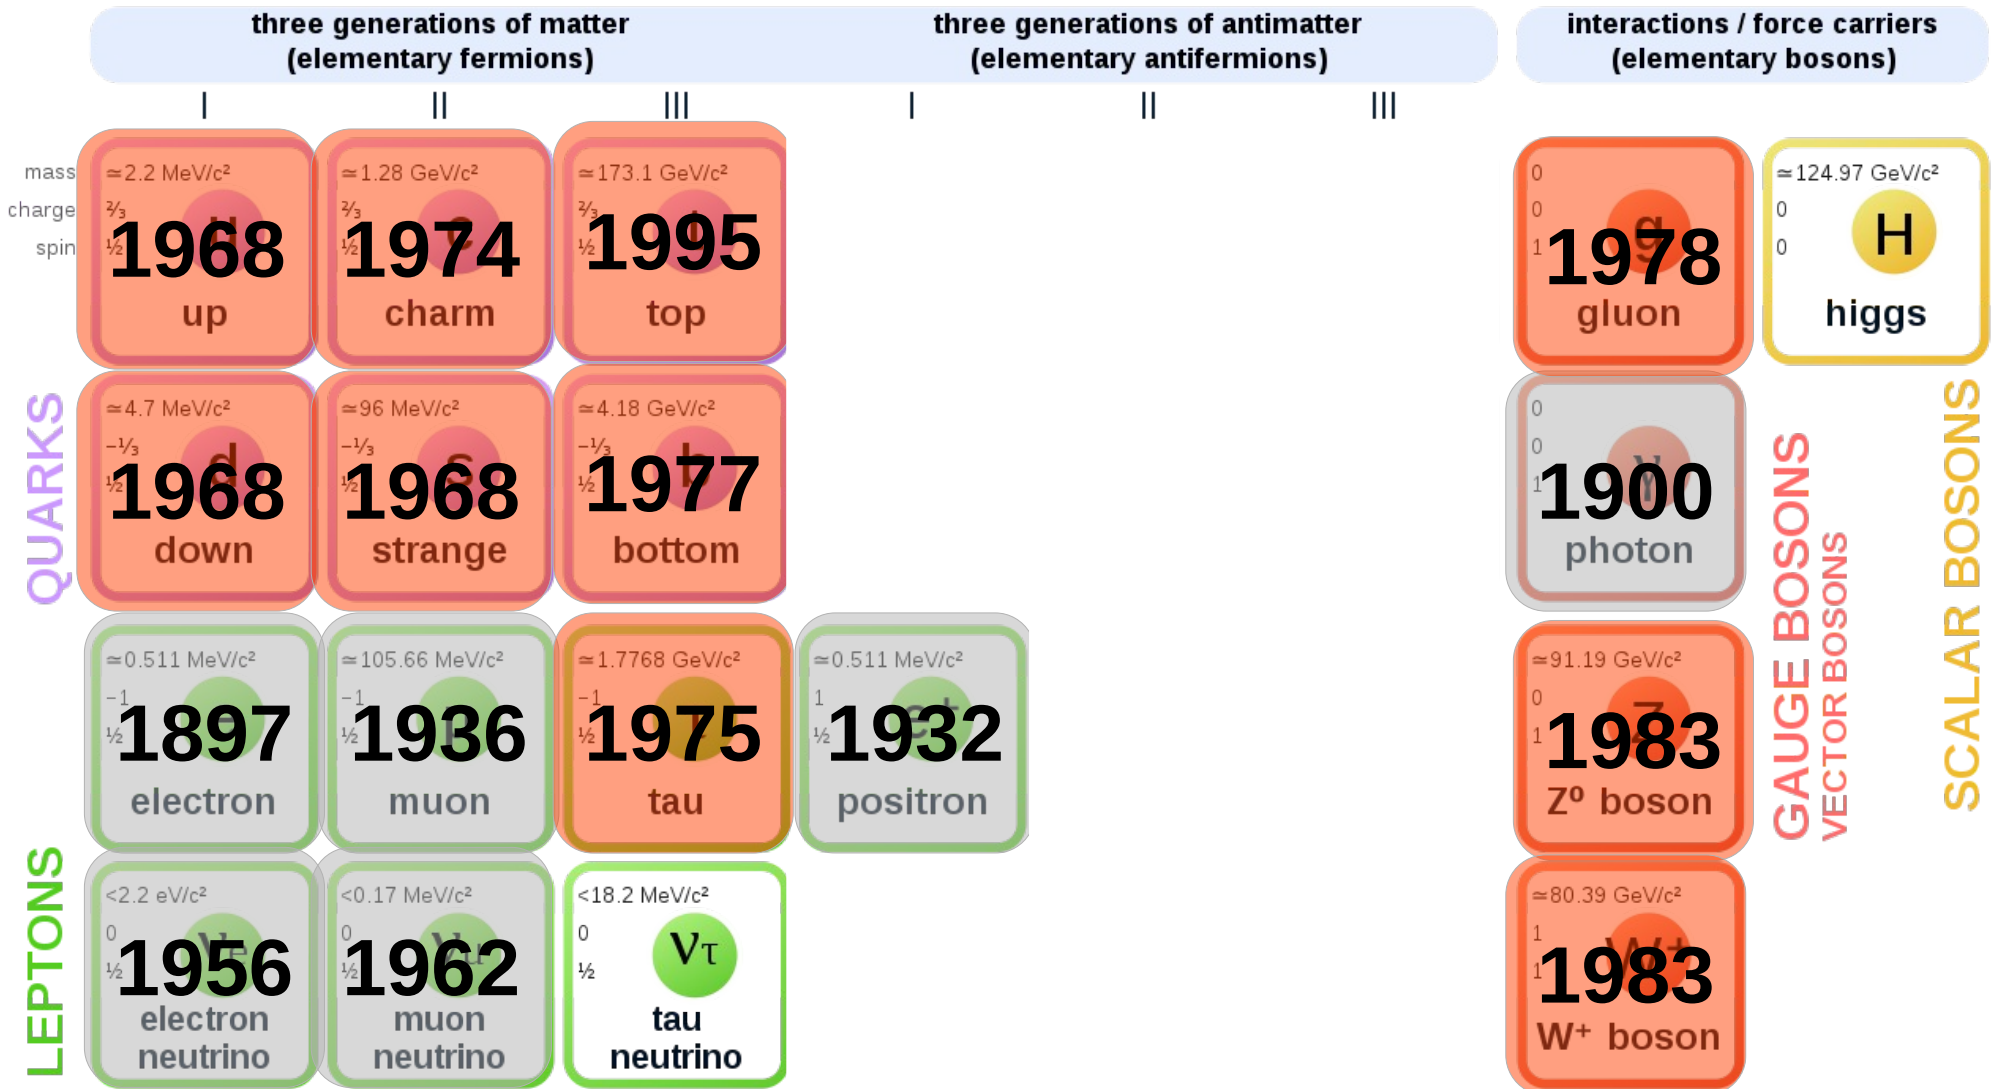 three generations of matter
(elementary fermions)
three generations of antimatter
(elementary antifermions)
interactions / force carriers
(elementary bosons)
I
II
III
I
II
III
mass
charge
spin
≃2.2 MeV/c²
⅔
½
1968
up
≃1.28 GeV/c²
⅔
½
1974
charm
≃173.1 GeV/c²
⅔
½
1995
top
0
0
1
g
1978
gluon
≃124.97 GeV/c²
0
0
H
higgs
QUARKS
≃4.7 MeV/c²
−⅓
½
d
1968
down
≃96 MeV/c²
−⅓
½
s
1968
strange
≃4.18 GeV/c²
−⅓
½
b
1977
bottom
0
0
1
γ
1900
photon
GAUGE BOSONS
VECTOR BOSONS
SCALAR BOSONS
LEPTONS
≃0.511 MeV/c²
−1
½
1897
electron
≃105.66 MeV/c²
−1
½
μ
1936
muon
≃1.7768 GeV/c²
−1
½
τ
1975
tau
≃0.511 MeV/c²
1
½
e⁺
1932
positron
≃91.19 GeV/c²
0
1
Z
1983
Z⁰ boson
<2.2 eV/c²
0
½
νe
1956
electron
neutrino
<0.17 MeV/c²
0
½
νμ
1962
muon
neutrino
<18.2 MeV/c²
0
½
ντ
tau
neutrino
≃80.39 GeV/c²
1
1
W⁺
1983
W⁺ boson